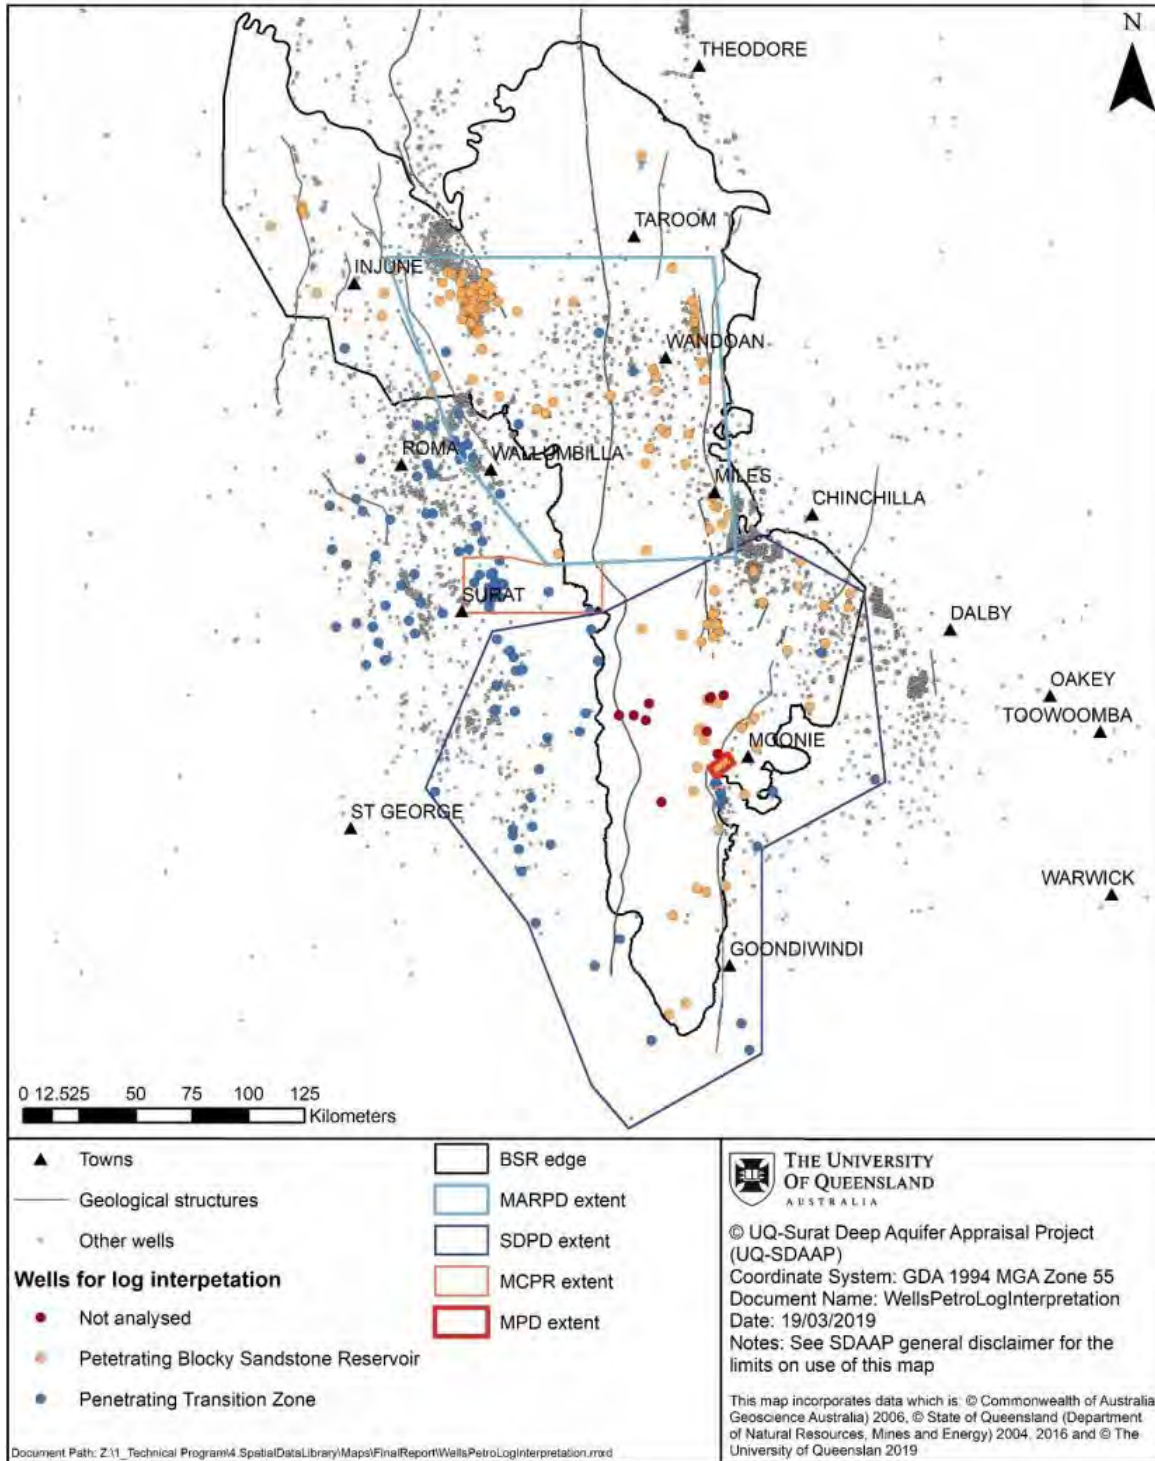 N
THEODORE
TAROOM
INJUNE
WANDOAN
ROMA
WALLUMBILLA
MILES
CHINCHILLA
SURAT
DALBY
OAKEY
TOOWOOMBA
MOONIE
ST GEORGE
WARWICK
GOONDIWINDI
0 12.525 50 75 100 125
Kilometers
Towns
Geological structures
Other wells
Wells for log interpetation
Not analysed
Petetrating Blocky Sandstone Reservoir
Penetrating Transition Zone
BSR edge
MARPD extent
SDPD extent
MCPR extent
MPD extent
THE UNIVERSITY
OF QUEENSLAND
AUSTRALIA
© UQ-Surat Deep Aquifer Appraisal Project
(UQ-SDAAP)
Coordinate System: GDA 1994 MGA Zone 55
Document Name: WellsPetroLogInterpretation
Date: 19/03/2019
Notes: See SDAAP general disclaimer for the
limits on use of this map
This map incorporates data which is: © Commonwealth of Australia
Geoscience Australia) 2006, © State of Queensland (Department
of Natural Resources, Mines and Energy) 2004, 2016 and © The
University of Queenslan 2019
Document Path: Z:\1_Technical Program\4.SpatialDataLibrary\Maps\FinalReport\WellsPetroLogInterpretation.mxd